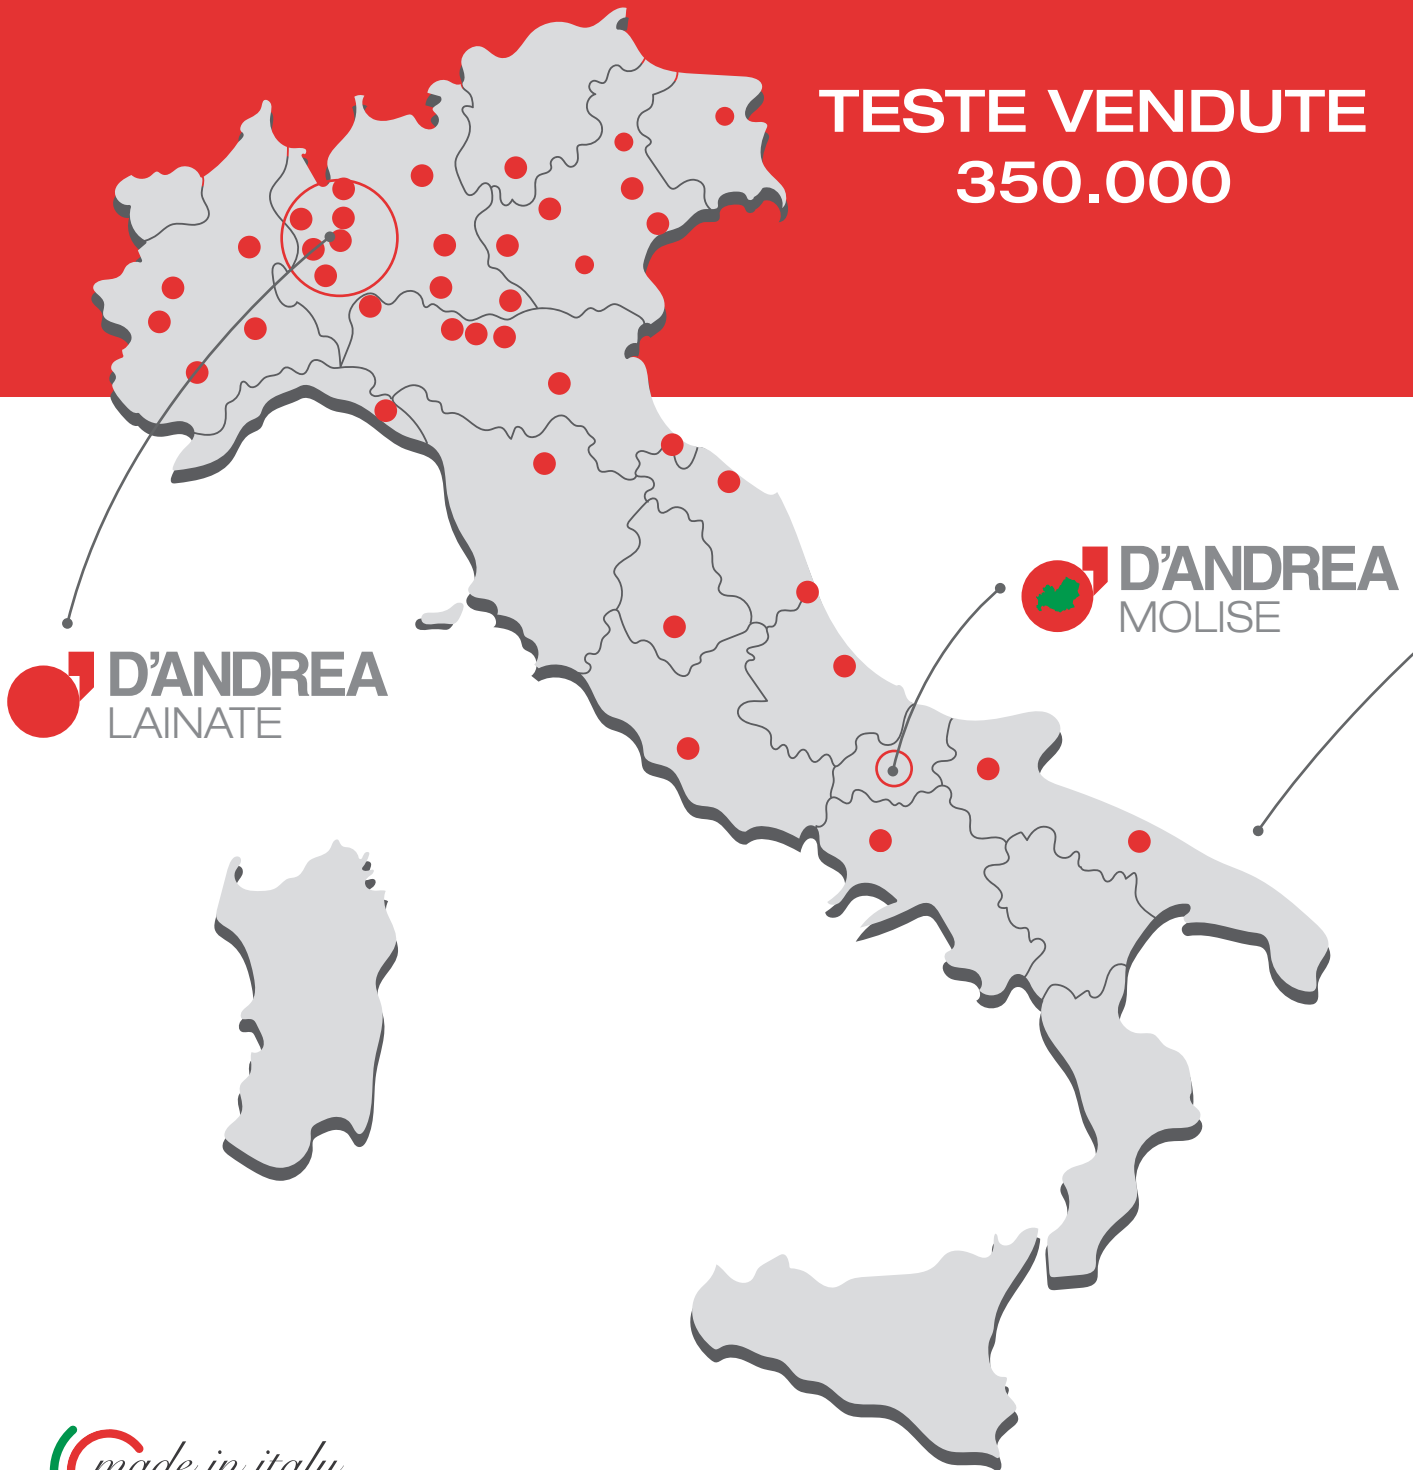 TESTE VENDUTE
350.000
D'ANDREA
MOLISE
D'ANDREA
LAINATE
made in italy